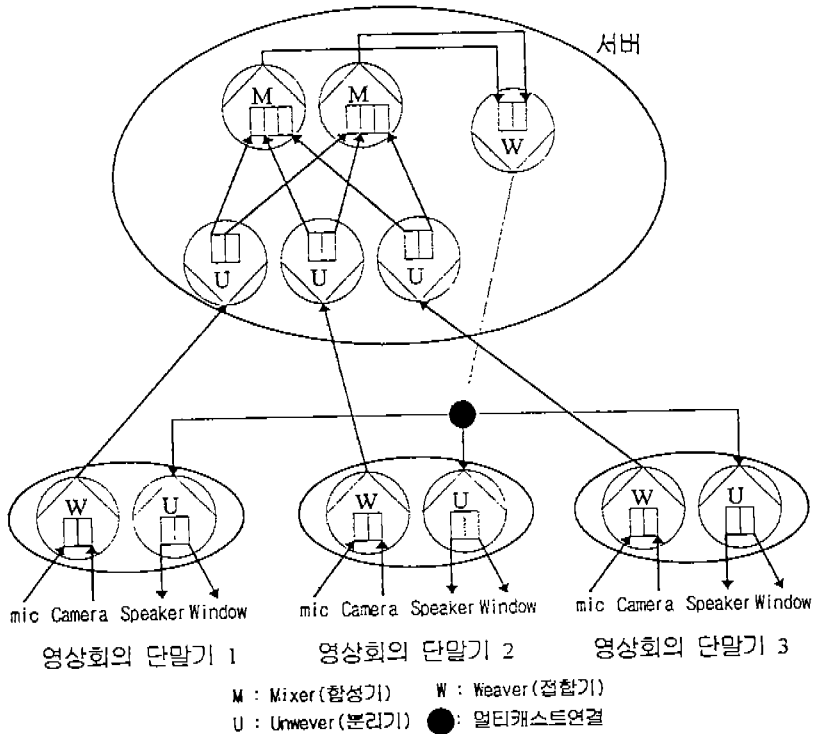 서버
M M
W
U U U
W U W U W U
mic Camera Speaker Window mic Camera Speaker Window mic Camera Speaker Window
영상회의 단말기 1 영상회의 단말기 2 영상회의 단말기 3
M : Mixer(합성기) W : Weaver(접합기)
U : Unwever(분리기) : 멀티캐스트연결